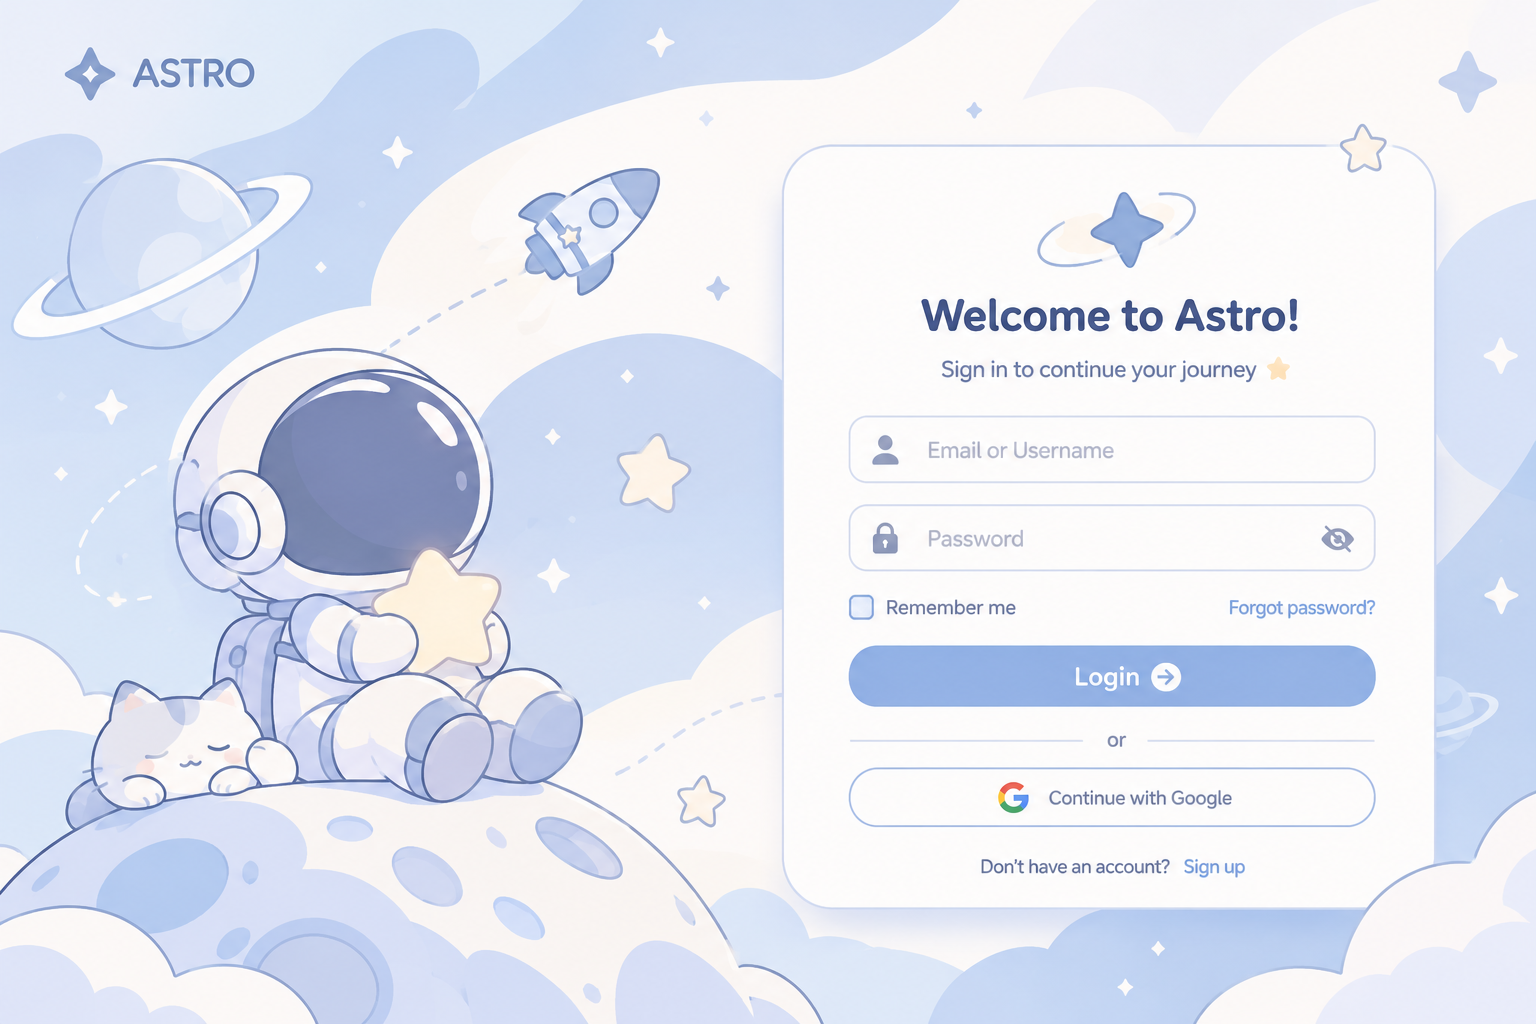 ASTRO
Welcome to Astro!
Sign in to continue your journey
Email or Username
Password
Remember me
Forgot password?
Login
or
Continue with Google
Don't have an account? Sign up